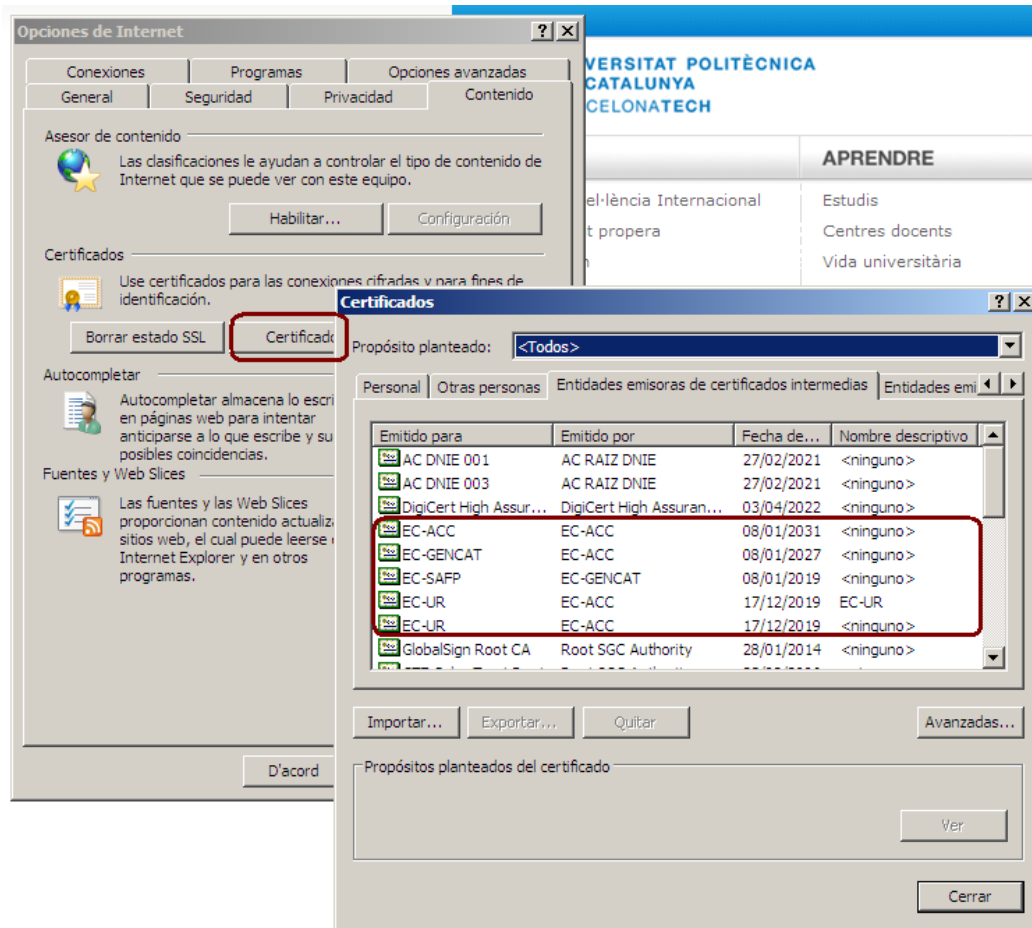 Opciones de Internet
VERSITAT POLITÈCNICA
CATALUNYA
CELONATECH
Conexiones Programas Opciones avanzadas
General Seguridad Privacidad Contenido
APRENDRE
el·lència Internacional Estudis
t propera Centres docents
Vida universitària
Asesor de contenido
Las clasificaciones le ayudan a controlar el tipo de contenido de
Internet que se puede ver con este equipo.
Habilitar... Configuración
Certificados
Use certificados para las conexiones cifradas y para fines de
identificación.
Borrar estado SSL Certificado
Autocompletar
Autocompletar almacena lo escri
en páginas web para intentar
anticiparse a lo que escribe y su
posibles coincidencias.
Fuentes y Web Slices
Las fuentes y las Web Slices
proporcionan contenido actualiz
sitios web, el cual puede leerse
Internet Explorer y en otros
programas.
D'acord
Certificados
Propósito planteado: <Todos>
Personal Otras personas Entidades emisoras de certificados intermedias Entidades emi
Emitido para Emitido por Fecha de... Nombre descriptivo
AC DNIE 001 AC RAIZ DNIE 27/02/2021 <ninguno>
AC DNIE 003 AC RAIZ DNIE 27/02/2021 <ninguno>
DigiCert High Assur... DigiCert High Assuran... 03/04/2022 <ninguno>
EC-ACC EC-ACC 08/01/2031 <ninguno>
EC-GENCAT EC-ACC 08/01/2027 <ninguno>
EC-SAFP EC-GENCAT 08/01/2019 <ninguno>
EC-UR EC-ACC 17/12/2019 EC-UR
EC-UR EC-ACC 17/12/2019 <ninguno>
GlobalSign Root CA Root SGC Authority 28/01/2014 <ninguno>
Importar... Exportar... Quitar Avanzadas...
Propósitos planteados del certificado
Ver
Cerrar